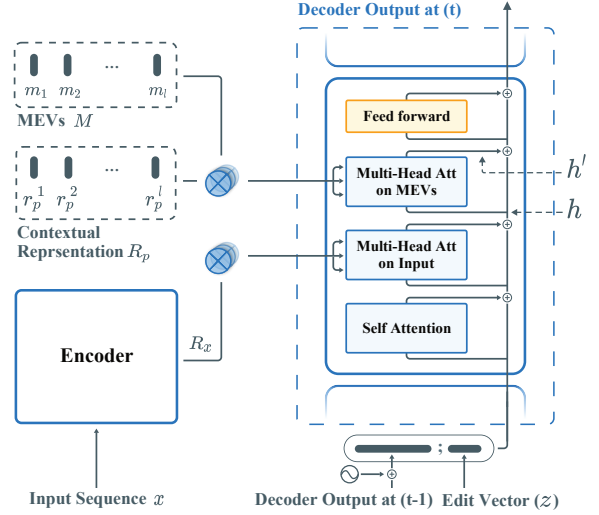 Decoder Output at (t)
m₁ m₂ ... mₗ
MEVs M
rₚ¹ rₚ² ... rₚˡ
Contextual
Reprsentation Rₚ
Feed forward
Multi-Head Att
on MEVs
h′
h
Multi-Head Att
on Input
Self Attention
Encoder
Rₓ
;
Input Sequence x
Decoder Output at (t-1)
Edit Vector (z)